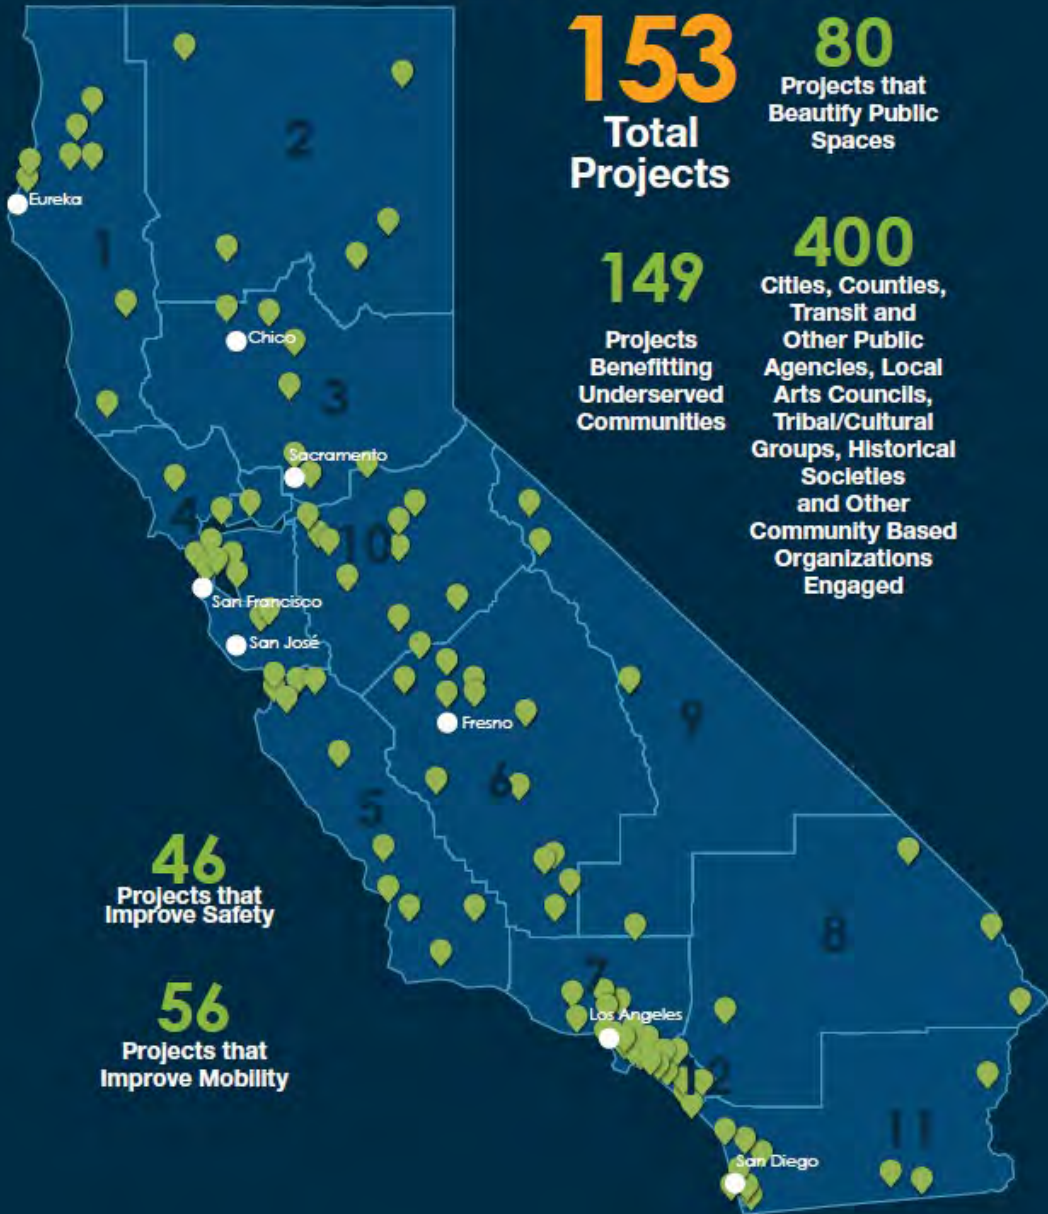 153
Total
Projects
80
Projects that
Beautify Public
Spaces
149
Projects
Benefitting
Underserved
Communities
400
Cities, Counties,
Transit and
Other Public
Agencies, Local
Arts Councils,
Tribal/Cultural
Groups, Historical
Societies
and Other
Community Based
Organizations
Engaged
2
Eureka
1
Chico
3
Sacramento
4
10
San Francisco
San José
9
Fresno
6
5
46
Projects that
Improve Safety
8
7
Los Angeles
56
Projects that
Improve Mobility
12
11
San Diego